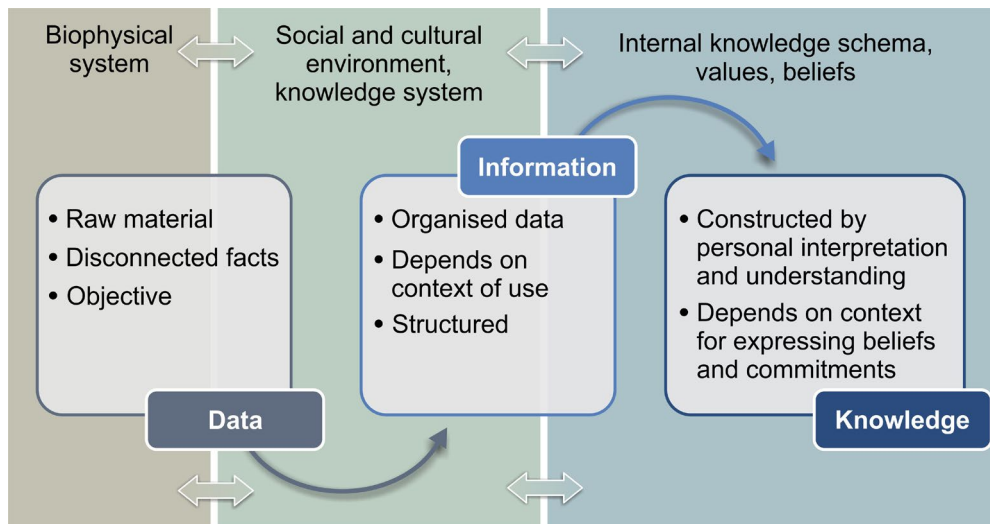 Biophysical
system
Social and cultural
environment,
knowledge system
Internal knowledge schema,
values, beliefs
• Raw material
• Disconnected facts
• Objective
Data
Information
• Organised data
• Depends on
context of use
• Structured
• Constructed by
personal interpretation
and understanding
• Depends on context
for expressing beliefs
and commitments
Knowledge